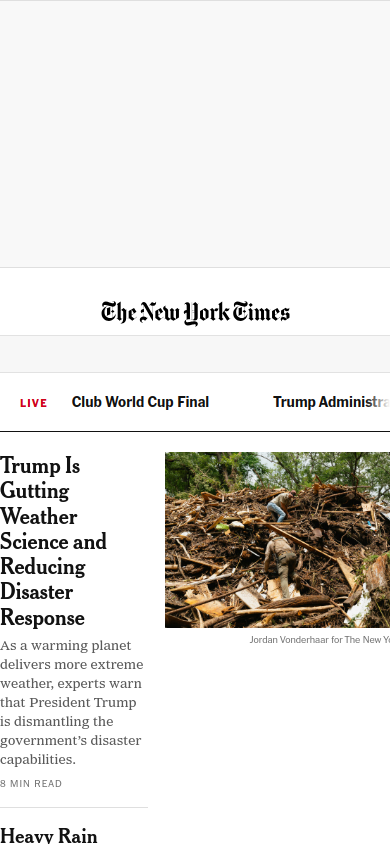 The New York Times
LIVE Club World Cup Final Trump Administra
Trump Is
Gutting
Weather
Science and
Reducing
Disaster
Response
As a warming planet
delivers more extreme
weather, experts warn
that President Trump
is dismantling the
government’s disaster
capabilities.
8 MIN READ
Jordan Vonderhaar for The New Yo
Heavy Rain